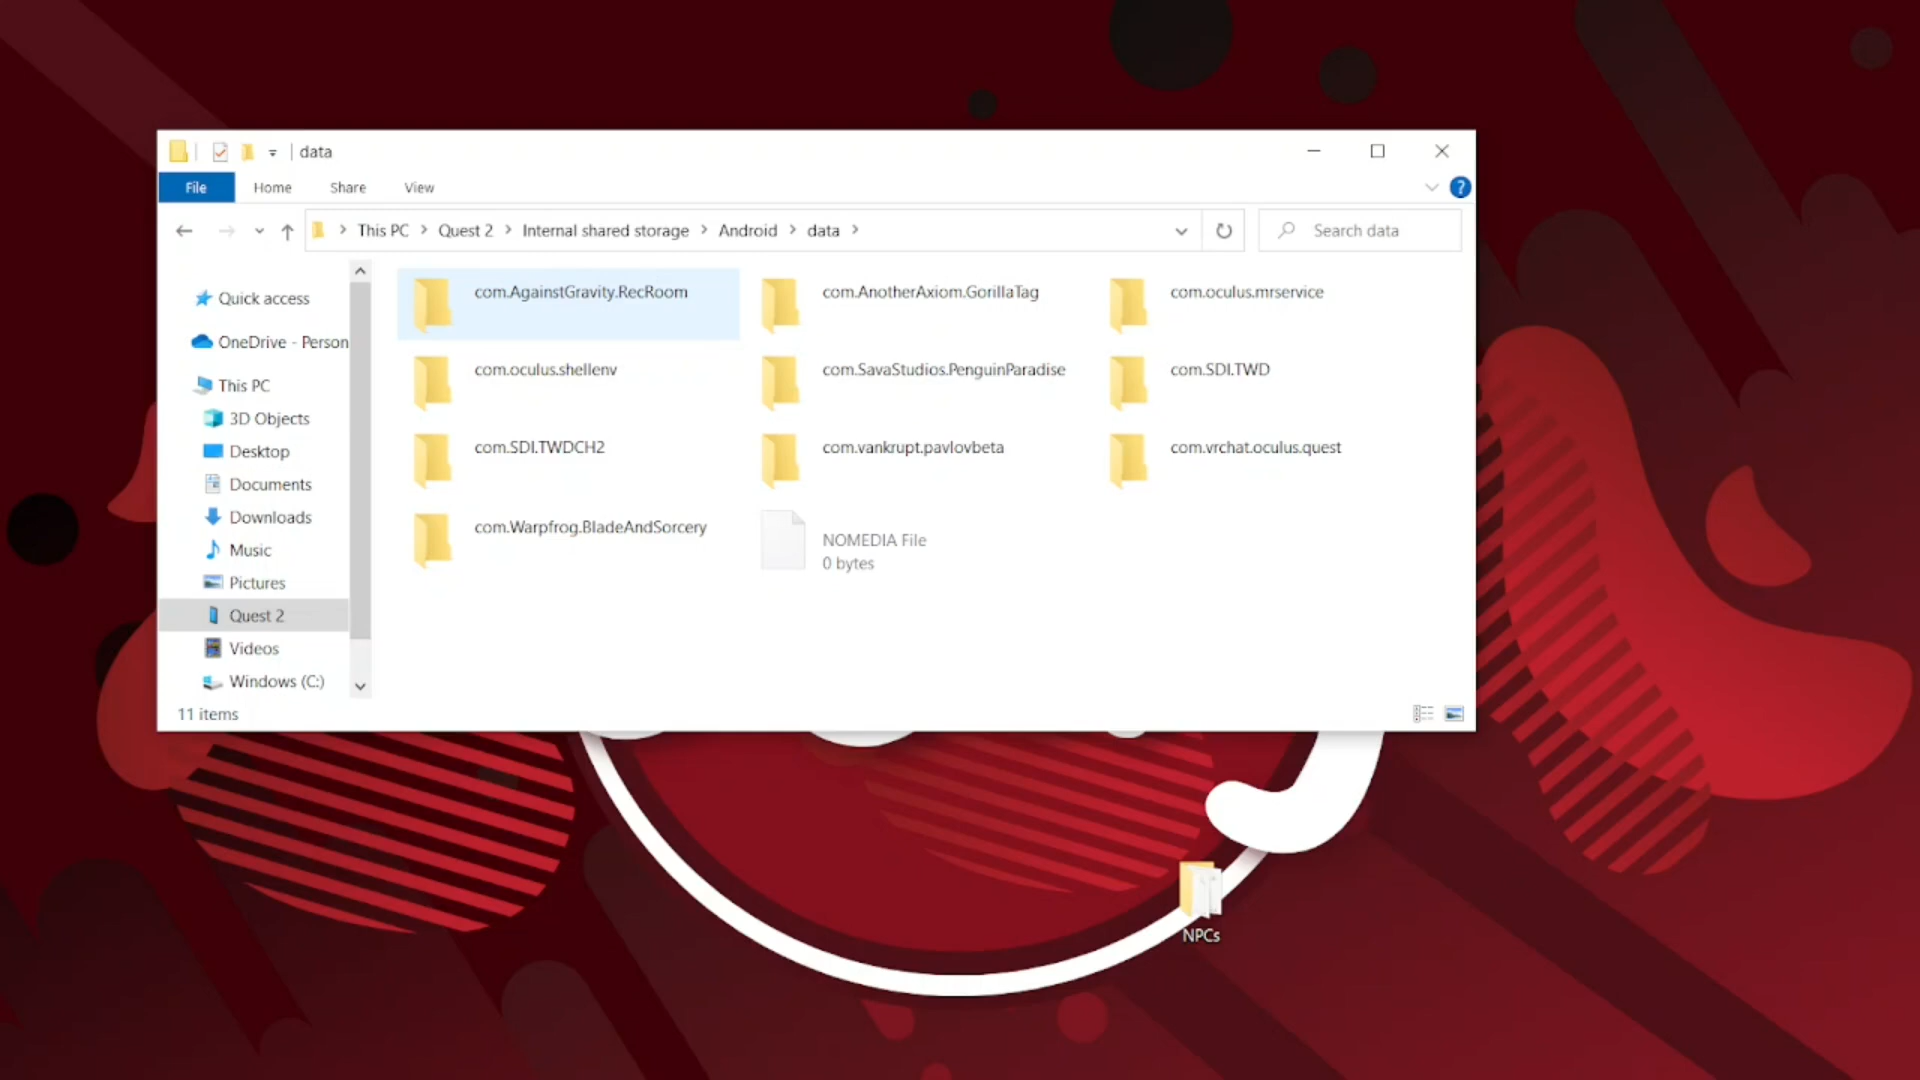 data
File Home Share View
This PC Quest 2 Internal shared storage Android data
Search data
Quick access
OneDrive - Person
This PC
3D Objects
Desktop
Documents
Downloads
Music
Pictures
Quest 2
Videos
Windows (C:)
com.AgainstGravity.RecRoom com.AnotherAxiom.GorillaTag com.oculus.mrservice
com.oculus.shellenv com.SavaStudios.PenguinParadise com.SDI.TWD
com.SDI.TWDCH2 com.vankrupt.pavlovbeta com.vrchat.oculus.quest
com.Warpfrog.BladeAndSorcery NOMEDIA File
0 bytes
11 items
NPCs